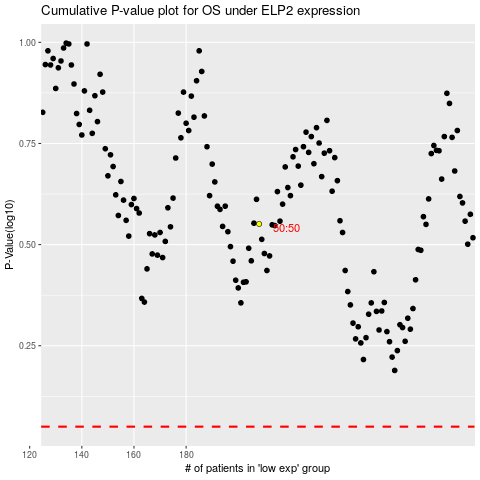 Cumulative P-value plot for OS under ELP2 expression
P-Value(log10)
1.00
0.75
0.50
0.25
50:50
120 140 160 180
# of patients in 'low exp' group